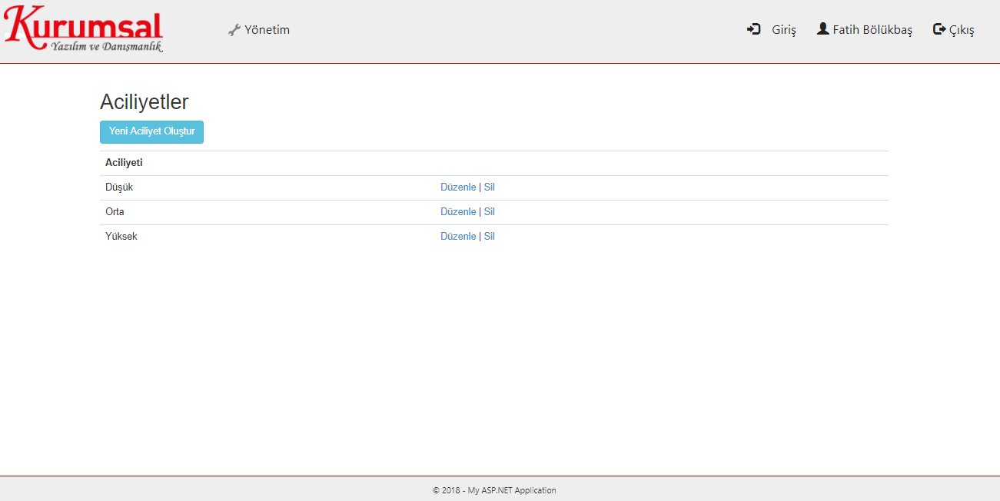 Kurumsal
Yazılım ve Danışmanlık
Yönetim
Giriş
Fatih Bölükbaş
Çıkış
Aciliyetler
Yeni Aciliyet Oluştur
Aciliyeti
Düşük Düzenle | Sil
Orta Düzenle | Sil
Yüksek Düzenle | Sil
© 2018 - My ASP.NET Application